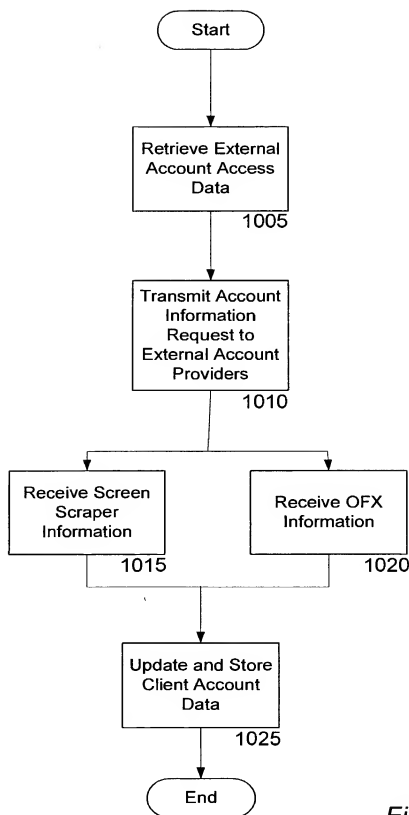 Start
Retrieve External
Account Access
Data
1005
Transmit Account
Information
Request to
External Account
Providers
1010
Receive Screen
Scraper
Information
1015
Receive OFX
Information
1020
Update and Store
Client Account
Data
1025
End